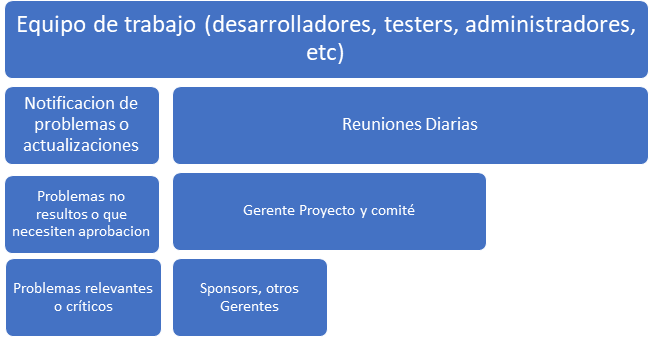 Equipo de trabajo (desarrolladores, testers, administradores,
etc)
Notificacion de
problemas o
actualizaciones
Reuniones Diarias
Problemas no
resultos o que
necesiten aprobacion
Gerente Proyecto y comité
Problemas relevantes
o críticos
Sponsors, otros
Gerentes